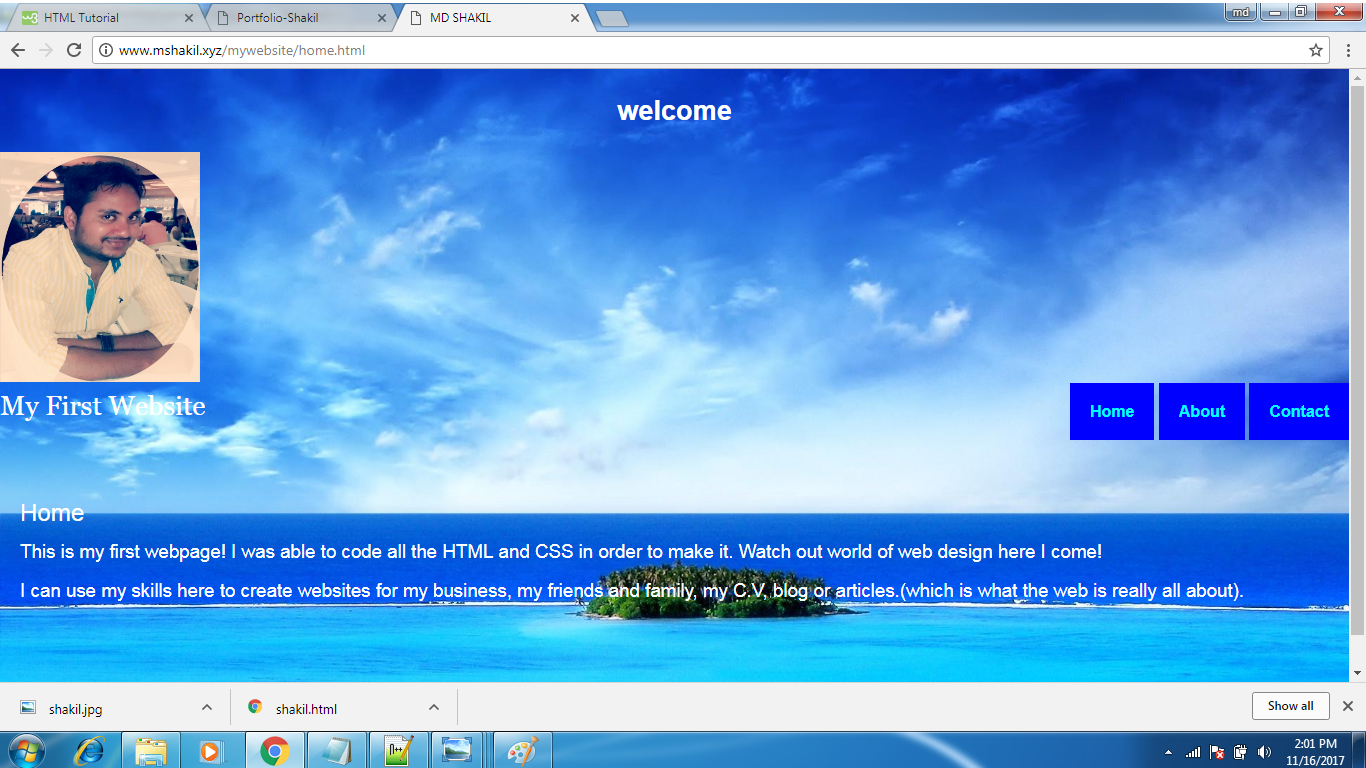 HTML Tutorial
Portfolio-Shakil
MD SHAKIL
md
www.mshakil.xyz/mywebsite/home.html
welcome
My First Website
Home
About
Contact
Home
This is my first webpage! I was able to code all the HTML and CSS in order to make it. Watch out world of web design here I come!
I can use my skills here to create websites for my business, my friends and family, my C.V, blog or articles.(which is what the web is really all about).
shakil.jpg
shakil.html
Show all
2:01 PM
11/16/2017